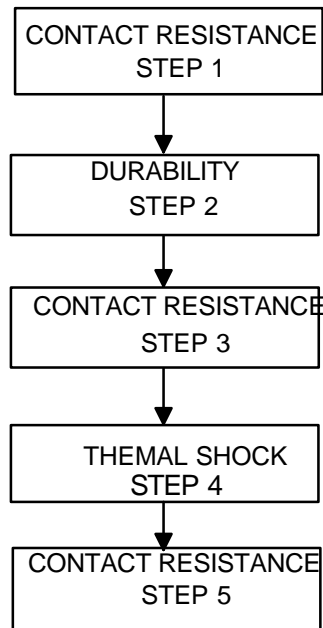 CONTACT RESISTANCE
STEP 1
DURABILITY
STEP 2
CONTACT RESISTANCE
STEP 3
THEMAL SHOCK
STEP 4
CONTACT RESISTANCE
STEP 5